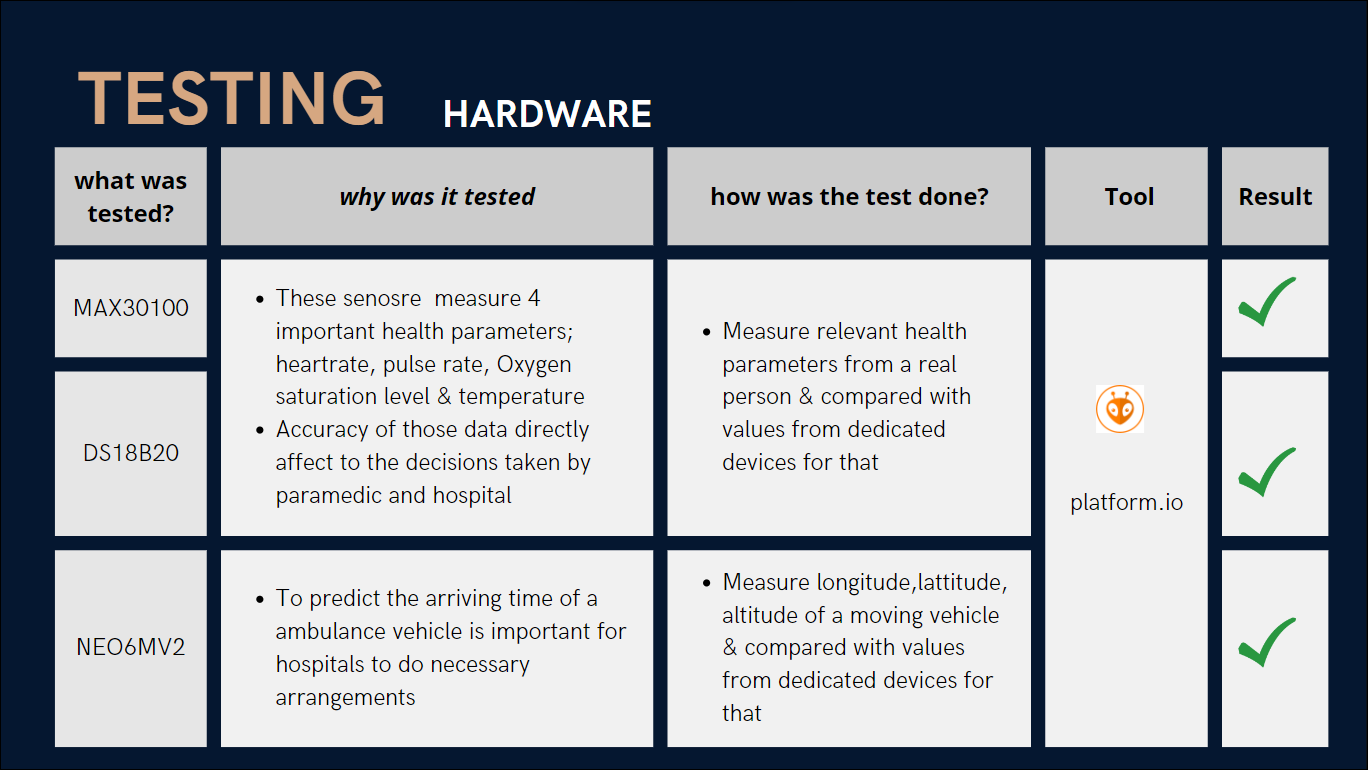 TESTING
HARDWARE
what was
tested?
why was it tested
how was the test done?
Tool
Result
MAX30100
DS18B20
These senosre measure 4
important health parameters;
heartrate, pulse rate, Oxygen
saturation level & temperature
Accuracy of those data directly
affect to the decisions taken by
paramedic and hospital
Measure relevant health
parameters from a real
person & compared with
values from dedicated
devices for that
platform.io
NEO6MV2
To predict the arriving time of a
ambulance vehicle is important for
hospitals to do necessary
arrangements
Measure longitude,lattitude,
altitude of a moving vehicle
& compared with values
from dedicated devices for
that